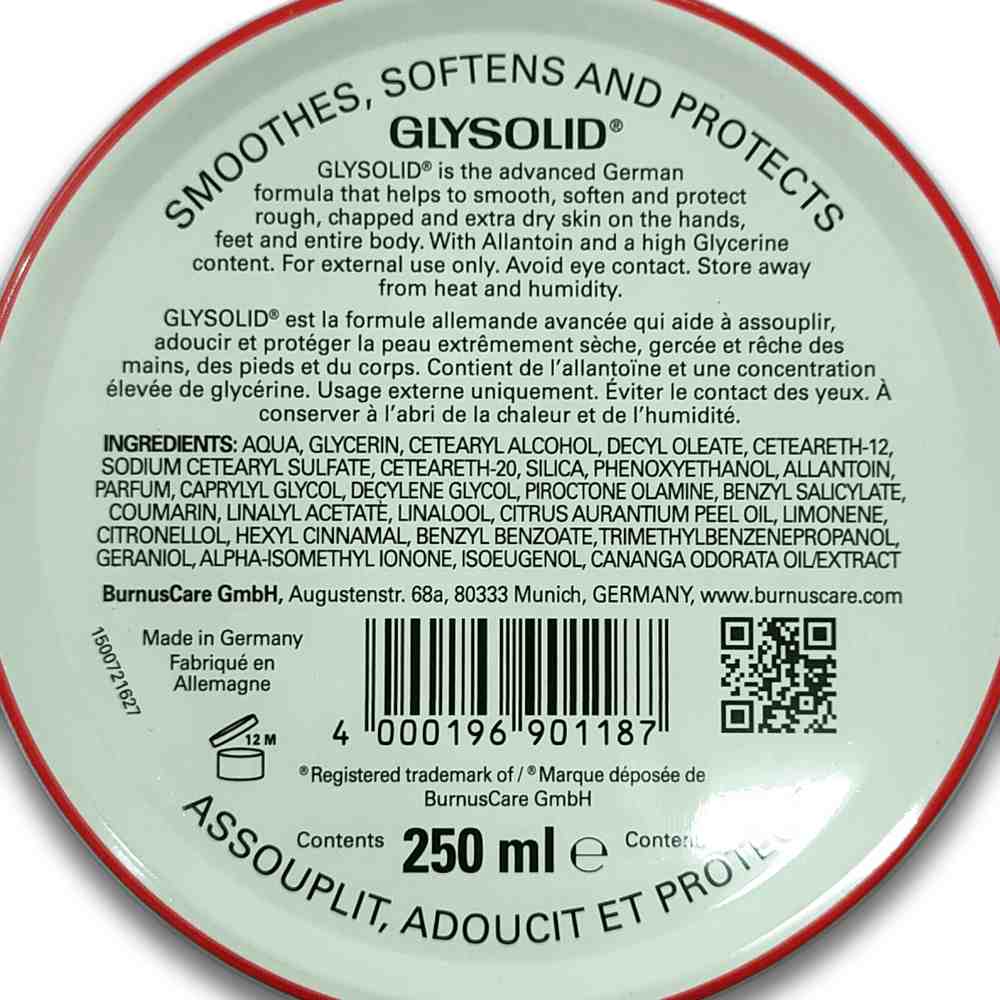 SMOOTHES, SOFTENS AND PROTECTS
GLYSOLID®
GLYSOLID® is the advanced German
formula that helps to smooth, soften and protect
rough, chapped and extra dry skin on the hands,
feet and entire body. With Allantoin and a high Glycerine
content. For external use only. Avoid eye contact. Store away
from heat and humidity.
GLYSOLID® est la formule allemande avancée qui aide à assouplir,
adoucir et protéger la peau extrêmement sèche, gercée et rêche des
mains, des pieds et du corps. Contient de l'allantoïne et une concentration
élevée de glycérine. Usage externe uniquement. Éviter le contact des yeux. À
conserver à l'abri de la chaleur et de l'humidité.
INGREDIENTS: AQUA, GLYCERIN, CETEARYL ALCOHOL, DECYL OLEATE, CETEARETH-12,
SODIUM CETEARYL SULFATE, CETEARETH-20, SILICA, PHENOXYETHANOL, ALLANTOIN,
PARFUM, CAPRYLYL GLYCOL, DECYLENE GLYCOL, PIROCTONE OLAMINE, BENZYL SALICYLATE,
COUMARIN, LINALYL ACETATE, LINALOOL, CITRUS AURANTIUM PEEL OIL, LIMONENE,
CITRONELLOL, HEXYL CINNAMAL, BENZYL BENZOATE, TRIMETHYLBENZENEPROPANOL,
GERANIOL, ALPHA-ISOMETHYL IONONE, ISOEUGENOL, CANANGA ODORATA OIL/EXTRACT
BurnusCare GmbH, Augustenstr. 68a, 80333 Munich, GERMANY, www.burnuscare.com
1500721627
Made in Germany
Fabriqué en
Allemagne
12 M
4 000196 901187
®Registered trademark of / ®Marque déposée de
BurnusCare GmbH
Contents 250 ml ℮
ASSOUPLIT, ADOUCIT ET